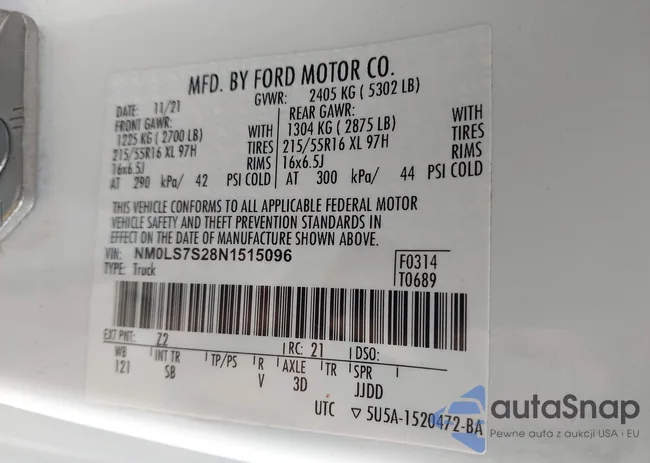 MFD. BY FORD MOTOR CO.
DATE: 11/21 GVWR: 2405 KG ( 5302 LB)
FRONT GAWR: REAR GAWR:
1225 KG ( 2700 LB) WITH 1304 KG ( 2875 LB) WITH
215/55R16 XL 97H TIRES 215/55R16 XL 97H TIRES
16x6.5J RIMS 16x6.5J RIMS
AT 290 kPa/ 42 PSI COLD AT 300 kPa/ 44 PSI COLD
THIS VEHICLE CONFORMS TO ALL APPLICABLE FEDERAL MOTOR
VEHICLE SAFETY AND THEFT PREVENTION STANDARDS IN
EFFECT ON THE DATE OF MANUFACTURE SHOWN ABOVE.
VIN: NM0LS7S28N1515096 F0314
TYPE: Truck T0689
EXT PNT: Z2 RC: 21 DSO:
WB INT TR TP/PS R AXLE TR SPR
121 SB V 3D JJDD
UTC ▽ 5U5A-1520472-BA
autaSnap
Pewne auta z aukcji USA i EU